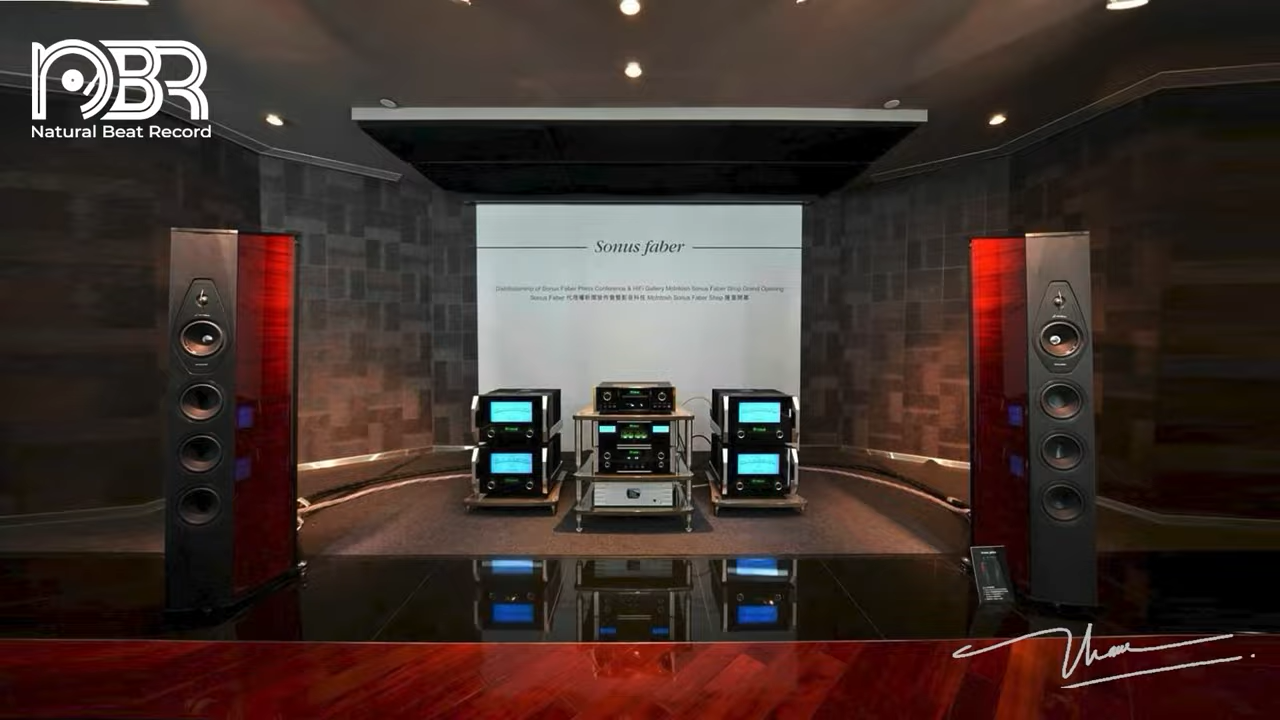 NBR
Natural Beat Record
Sonus faber
Distributorship of Sonus Faber Press Conference & HiFi Gallery McIntosh Sonus Faber Shop Grand Opening
Sonus Faber 代理權新聞發佈會暨影音科技 McIntosh Sonus Faber Shop 隆重開幕